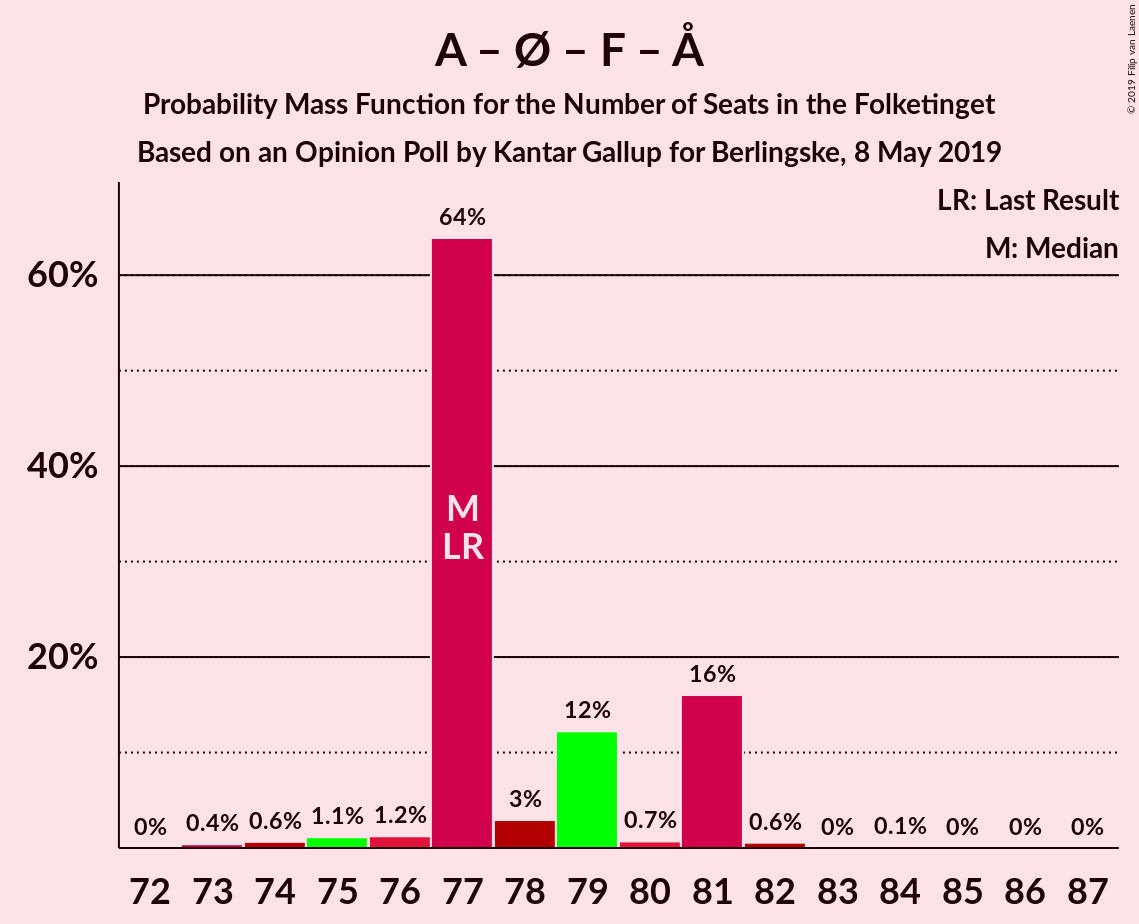 A – Ø – F – Å
Probability Mass Function for the Number of Seats in the Folketinget
Based on an Opinion Poll by Kantar Gallup for Berlingske, 8 May 2019
© 2019 Filip van Laenen
LR: Last Result
M: Median
60%
40%
20%
0%
0.4%
0.6%
1.1%
1.2%
64%
M
LR
3%
12%
0.7%
16%
0.6%
0%
0.1%
0%
0%
0%
72 73 74 75 76 77 78 79 80 81 82 83 84 85 86 87